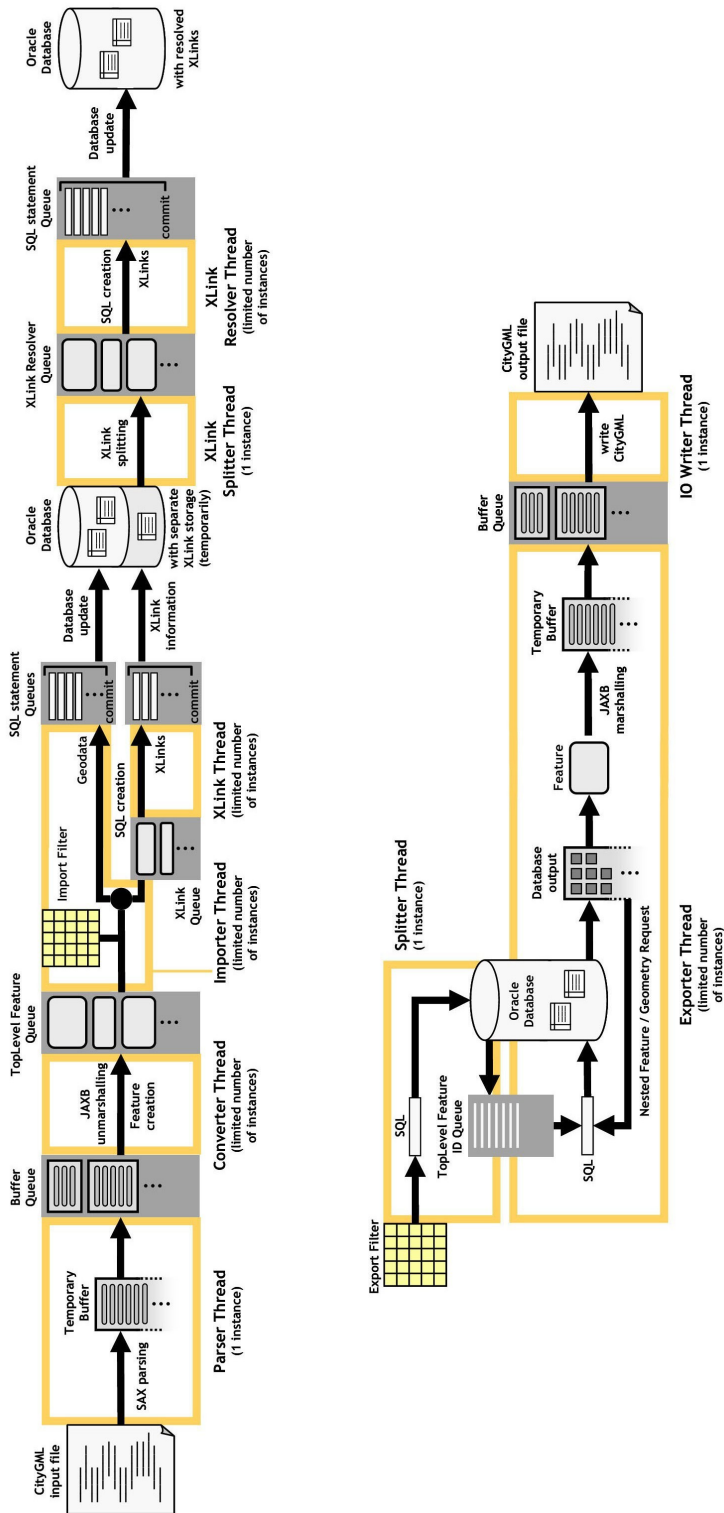 CityGML
input file
SAX parsing
Temporary
Buffer
Parser Thread
(1 instance)
Buffer
Queue
JAXB
unmarshalling
Feature
creation
Converter Thread
(limited number
of instances)
TopLevel Feature
Queue
Import Filter
Importer Thread
(limited number
of instances)
Geodata
SQL creation
XLinks
XLink
Queue
XLink Thread
(limited number
of instances)
SQL statement
Queues
commit
commit
Database
update
XLink
information
Oracle
Database
with separate
XLink storage
(temporarily)
XLink
splitting
XLink
Splitter Thread
(1 instance)
XLink Resolver
Queue
SQL creation
XLinks
XLink
Resolver Thread
(limited number
of instances)
SQL statement
Queue
commit
Database
update
Oracle
Database
with resolved
XLinks
Export Filter
SQL
Splitter Thread
(1 instance)
TopLevel Feature
ID Queue
Oracle
Database
SQL
Nested Feature / Geometry Request
Database
output
Feature
JAXB
marshalling
Temporary
Buffer
Exporter Thread
(limited number
of instances)
Buffer
Queue
write
CityGML
IO Writer Thread
(1 instance)
CityGML
output file